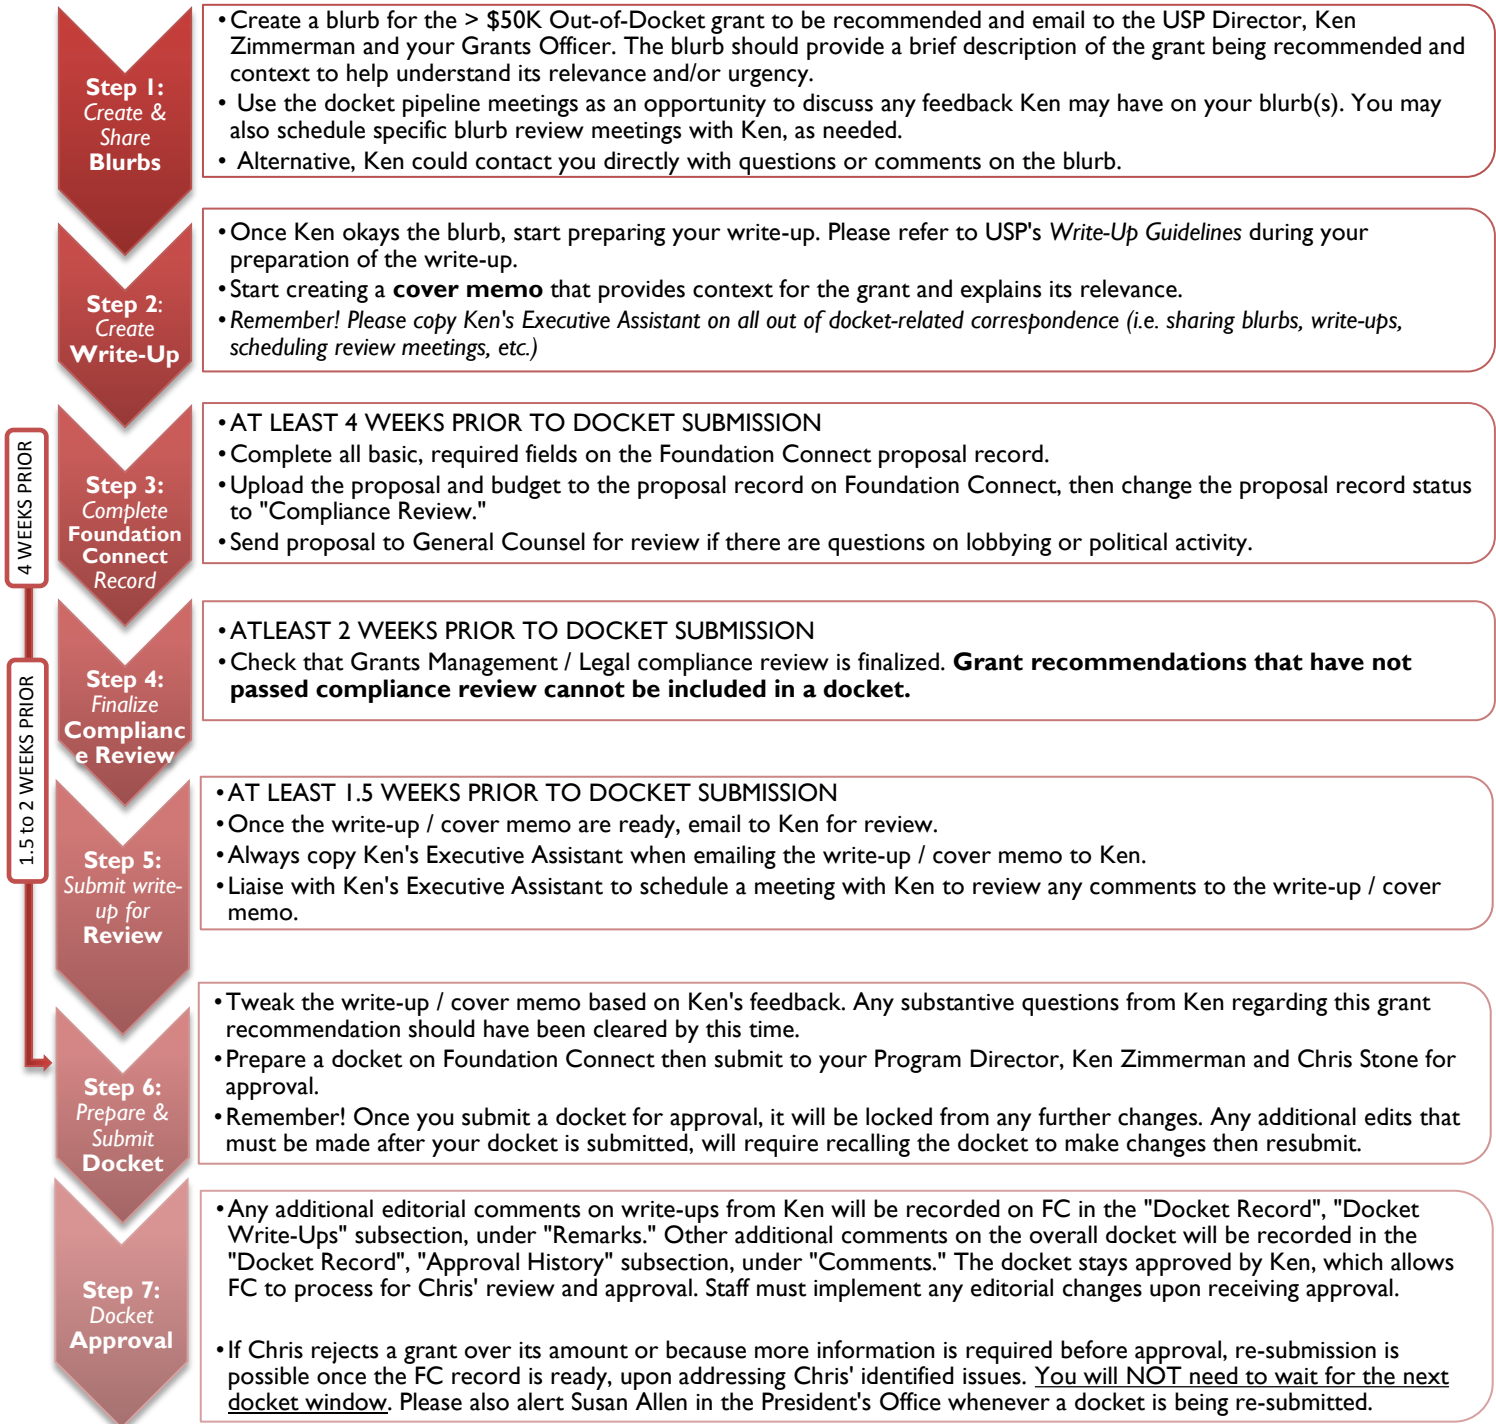 Step 1:
Create &
Share
Blurbs
•Create a blurb for the > $50K Out-of-Docket grant to be recommended and email to the USP Director, Ken
Zimmerman and your Grants Officer. The blurb should provide a brief description of the grant being recommended and
context to help understand its relevance and/or urgency.
• Use the docket pipeline meetings as an opportunity to discuss any feedback Ken may have on your blurb(s). You may
also schedule specific blurb review meetings with Ken, as needed.
• Alternative, Ken could contact you directly with questions or comments on the blurb.
Step 2:
Create
Write-Up
•Once Ken okays the blurb, start preparing your write-up. Please refer to USP's Write-Up Guidelines during your
preparation of the write-up.
•Start creating a cover memo that provides context for the grant and explains its relevance.
•Remember! Please copy Ken's Executive Assistant on all out of docket-related correspondence (i.e. sharing blurbs, write-ups,
scheduling review meetings, etc.)
4 WEEKS PRIOR
Step 3:
Complete
Foundation
Connect
Record
•AT LEAST 4 WEEKS PRIOR TO DOCKET SUBMISSION
•Complete all basic, required fields on the Foundation Connect proposal record.
•Upload the proposal and budget to the proposal record on Foundation Connect, then change the proposal record status
to "Compliance Review."
•Send proposal to General Counsel for review if there are questions on lobbying or political activity.
1.5 to 2 WEEKS PRIOR
Step 4:
Finalize
Complianc
e Review
•ATLEAST 2 WEEKS PRIOR TO DOCKET SUBMISSION
•Check that Grants Management / Legal compliance review is finalized. Grant recommendations that have not
passed compliance review cannot be included in a docket.
Step 5:
Submit write-
up for
Review
•AT LEAST 1.5 WEEKS PRIOR TO DOCKET SUBMISSION
•Once the write-up / cover memo are ready, email to Ken for review.
•Always copy Ken's Executive Assistant when emailing the write-up / cover memo to Ken.
•Liaise with Ken's Executive Assistant to schedule a meeting with Ken to review any comments to the write-up / cover
memo.
Step 6:
Prepare &
Submit
Docket
•Tweak the write-up / cover memo based on Ken's feedback. Any substantive questions from Ken regarding this grant
recommendation should have been cleared by this time.
•Prepare a docket on Foundation Connect then submit to your Program Director, Ken Zimmerman and Chris Stone for
approval.
•Remember! Once you submit a docket for approval, it will be locked from any further changes. Any additional edits that
must be made after your docket is submitted, will require recalling the docket to make changes then resubmit.
Step 7:
Docket
Approval
•Any additional editorial comments on write-ups from Ken will be recorded on FC in the "Docket Record", "Docket
Write-Ups" subsection, under "Remarks." Other additional comments on the overall docket will be recorded in the
"Docket Record", "Approval History" subsection, under "Comments." The docket stays approved by Ken, which allows
FC to process for Chris' review and approval. Staff must implement any editorial changes upon receiving approval.
•If Chris rejects a grant over its amount or because more information is required before approval, re-submission is
possible once the FC record is ready, upon addressing Chris' identified issues. You will NOT need to wait for the next
docket window. Please also alert Susan Allen in the President's Office whenever a docket is being re-submitted.